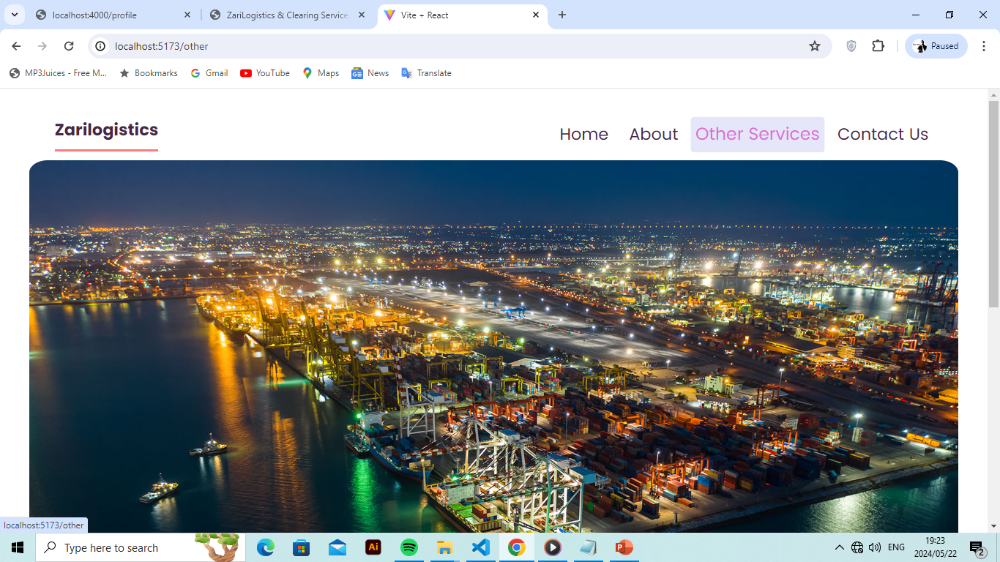 localhost:4000/profile
ZariLogistics & Clearing Service
Vite + React
localhost:5173/other
Paused
MP3Juices - Free M...
Bookmarks
Gmail
YouTube
Maps
News
Translate
Zarilogistics
Home
About
Other Services
Contact Us
localhost:5173/other
Type here to search
Ai
ENG
19:23
2024/05/22
2